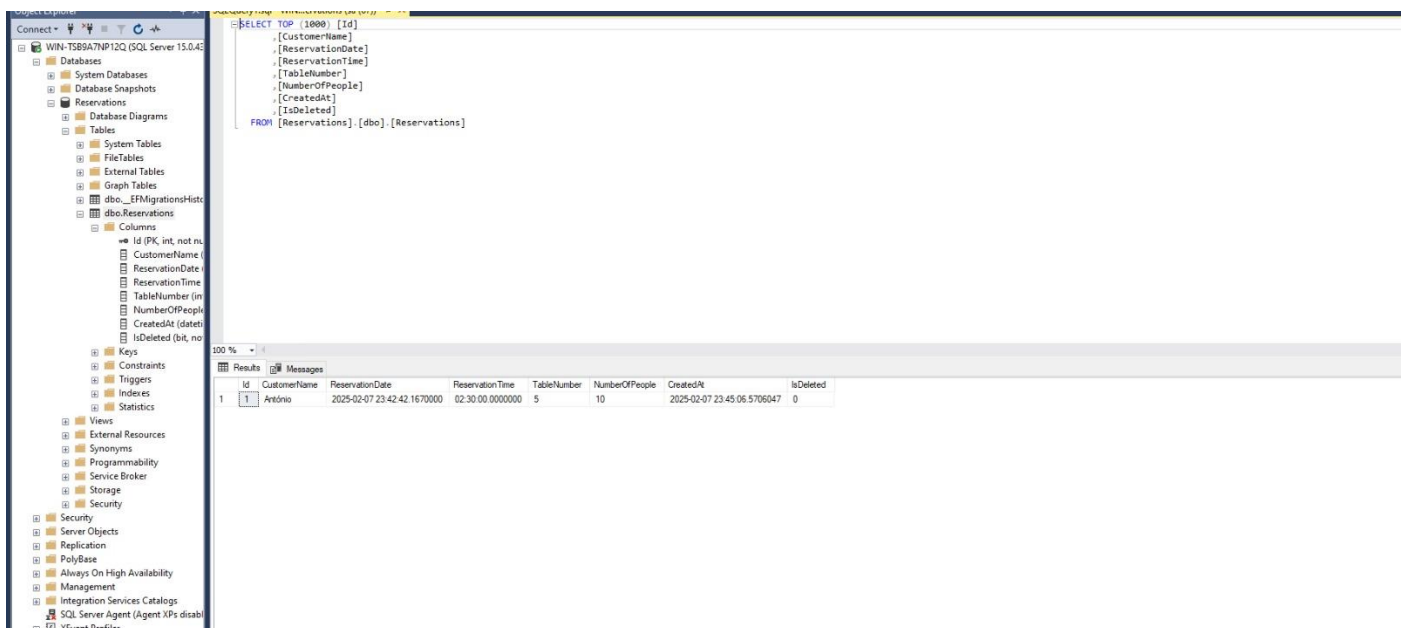 Connect
WIN-TSB9A7NP12Q (SQL Server 15.0.43
Databases
System Databases
Database Snapshots
Reservations
Database Diagrams
Tables
System Tables
FileTables
External Tables
Graph Tables
dbo.__EFMigrationsHisto
dbo.Reservations
Columns
Id (PK, int, not nu
CustomerName (
ReservationDate (
ReservationTime
TableNumber (in
NumberOfPeople
CreatedAt (dateti
IsDeleted (bit, no
Keys
Constraints
Triggers
Indexes
Statistics
Views
External Resources
Synonyms
Programmability
Service Broker
Storage
Security
Security
Server Objects
Replication
PolyBase
Always On High Availability
Management
Integration Services Catalogs
SQL Server Agent (Agent XPs disabl
SELECT TOP (1000) [Id]
,[CustomerName]
,[ReservationDate]
,[ReservationTime]
,[TableNumber]
,[NumberOfPeople]
,[CreatedAt]
,[IsDeleted]
FROM [Reservations].[dbo].[Reservations]
100 %
Results Messages
Id CustomerName ReservationDate ReservationTime TableNumber NumberOfPeople CreatedAt IsDeleted
1 1 António 2025-02-07 23:42:42.1670000 02:30:00.0000000 5 10 2025-02-07 23:45:06.5706047 0